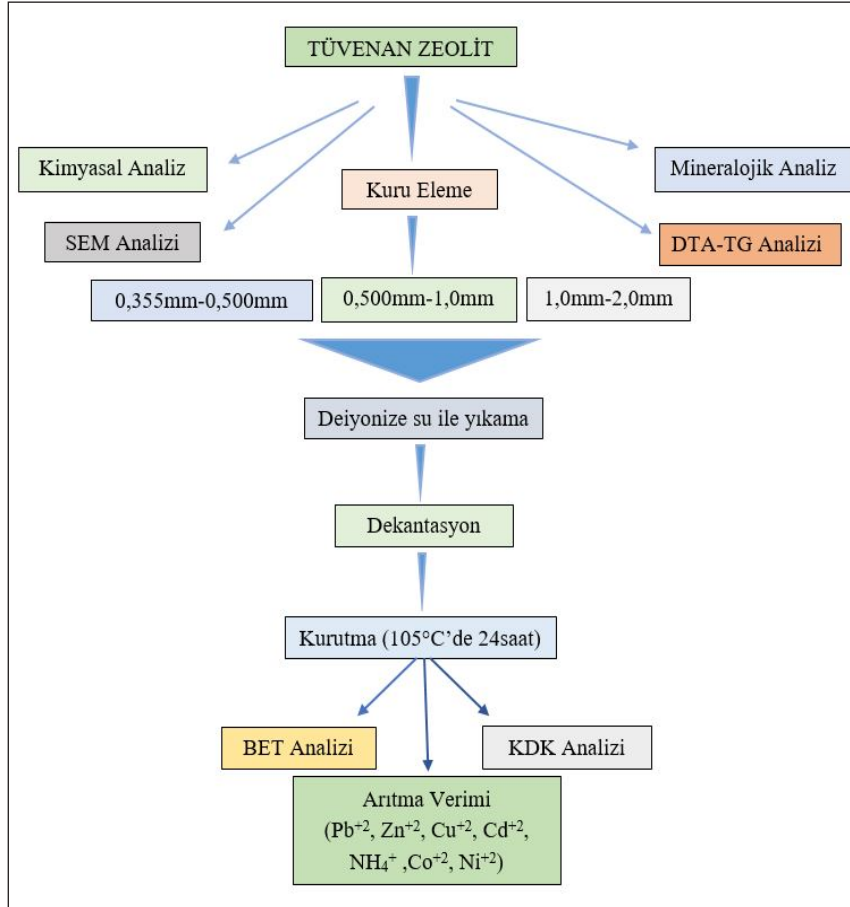 TÜVENAN ZEOLİT
Kimyasal Analiz
Mineralojik Analiz
Kuru Eleme
SEM Analizi
DTA-TG Analizi
0,355mm-0,500mm
0,500mm-1,0mm
1,0mm-2,0mm
Deiyonize su ile yıkama
Dekantasyon
Kurutma (105°C’de 24saat)
BET Analizi
KDK Analizi
Arıtma Verimi
(Pb⁺², Zn⁺², Cu⁺², Cd⁺²,
NH₄⁺ ,Co⁺², Ni⁺²)